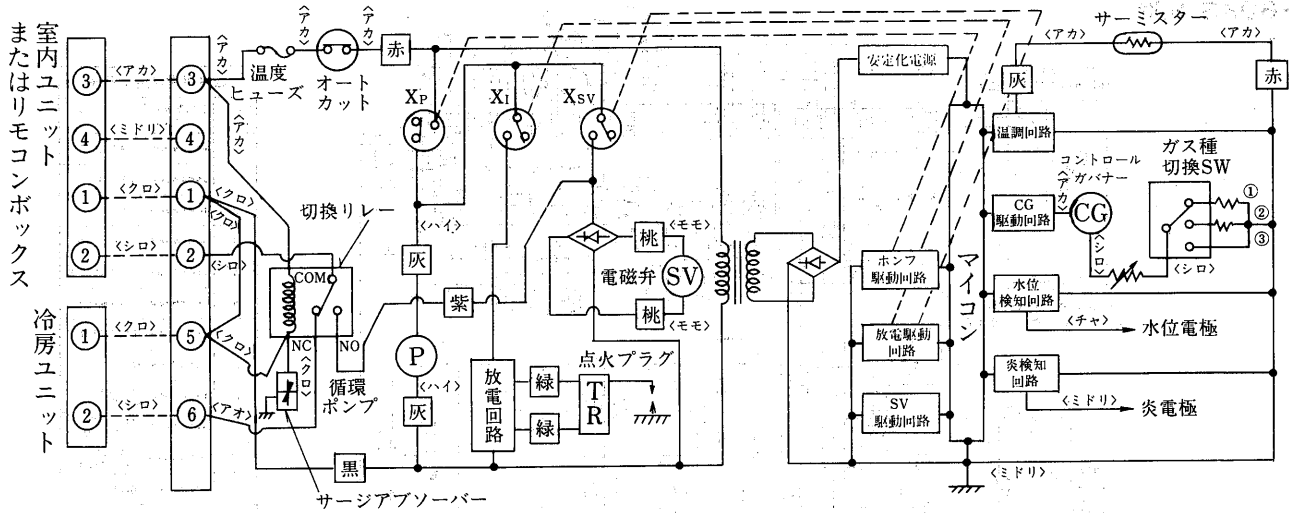 室内ユニット
またはリモコンボックス
冷房ユニット
③
〈アカ〉
③
④
〈ミドリ〉
④
①
〈クロ〉
①
②
〈シロ〉
②
①
〈クロ〉
⑤
②
〈シロ〉
⑥
〈アカ〉
温度
ヒューズ
〈アカ〉
オート
カット
〈アカ〉
赤
〈アカ〉
〈クロ〉
〈クロ〉
〈シロ〉
〈クロ〉
〈アオ〉
切換リレー
COM
NC
NO
〈クロ〉
循環
ポンプ
サージアブソーバー
黒
XP
XI
XSV
〈ハイ〉
灰
P
〈ハイ〉
灰
紫
桃
〈モモ〉
電磁弁
SV
桃
〈モモ〉
放電回路
緑
緑
TR
点火プラグ
安定化電源
マイコン
ホンフ
駆動回路
放電駆動
回路
SV
駆動回路
サーミスター
〈アカ〉
〈アカ〉
灰
赤
温調回路
CG
駆動回路
コントロール
ガバナー
〈アカ〉
CG
〈シロ〉
ガス種
切換SW
①
②
③
〈シロ〉
水位
検知回路
〈チャ〉
水位電極
炎検知
回路
〈ミドリ〉
炎電極
〈ミドリ〉